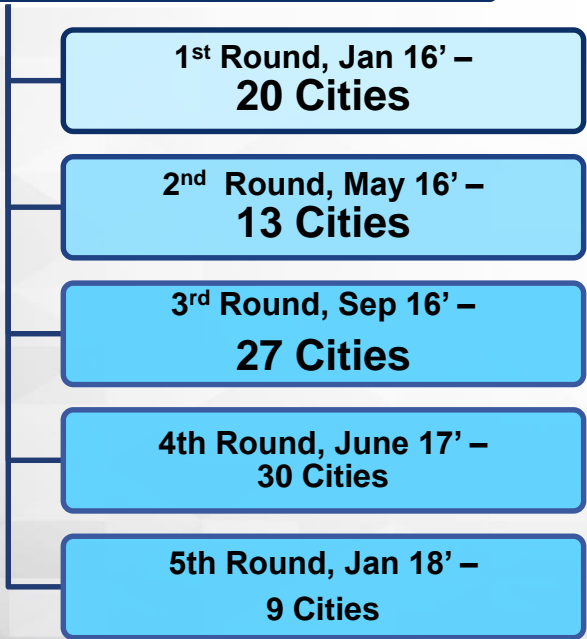 1st Round, Jan 16’ –
20 Cities
2nd Round, May 16’ –
13 Cities
3rd Round, Sep 16’ –
27 Cities
4th Round, June 17’ –
30 Cities
5th Round, Jan 18’ –
9 Cities